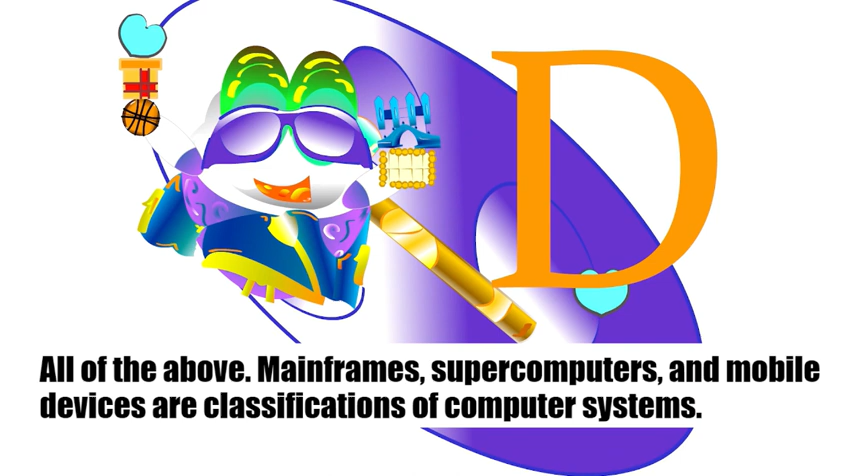 D
All of the above. Mainframes, supercomputers, and mobile
devices are classifications of computer systems.